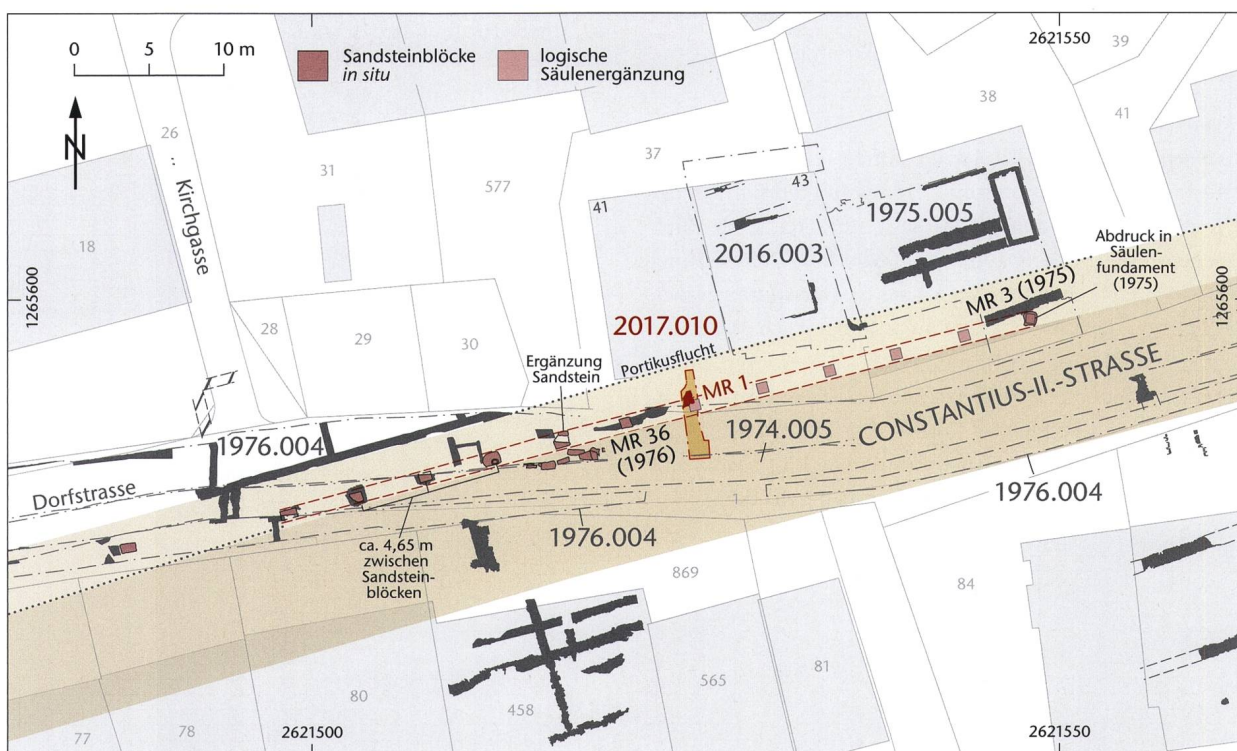 0 5 10 m
Sandsteinblöcke
in situ
logische
Säulenergänzung
2621550
39
41
38
26
Kirchgasse
N
31
577
37
43
41
18
1975.005
2016.003
Abdruck in
Säulen-
fundament
(1975)
1265600
1265600
MR 3 (1975)
28
29
30
2017.010
Portikusflucht
Ergänzung
Sandstein
MR 1
CONSTANTIUS-II.-STRASSE
1976.004
MR 36
(1976)
1974.005
Dorfstrasse
1976.004
1976.004
ca. 4,65 m
zwischen
Sandstein-
blöcken
869
84
80
458
565
81
77
78
2621500
2621550